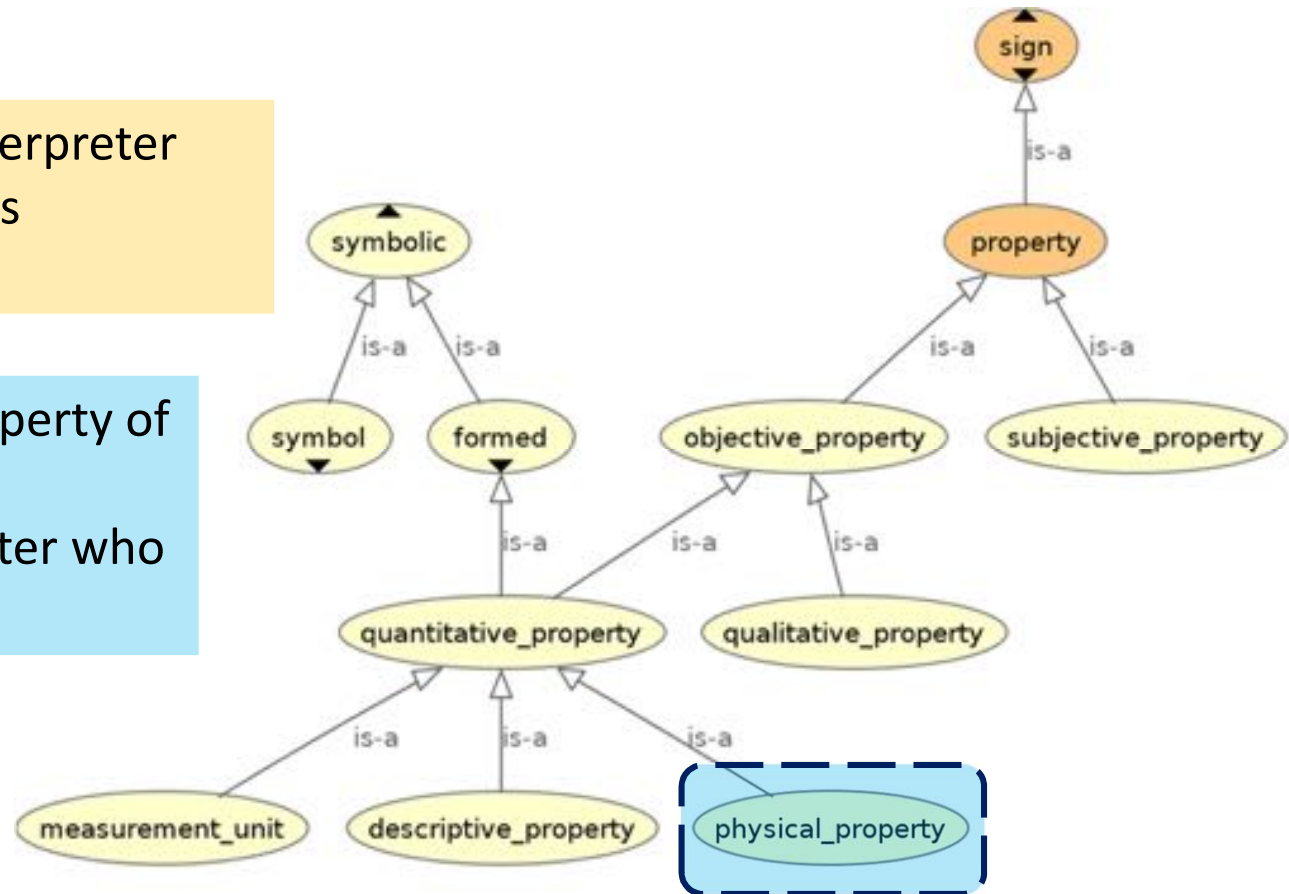 sign
erpreter
is-a
s
symbolic
property
is-a
is-a
is-a
is-a
perty of
symbol
formed
objective_property
subjective_property
ter who
is-a
is-a
is-a
quantitative_property
qualitative_property
is-a
is-a
is-a
measurement_unit
descriptive_property
physical_property